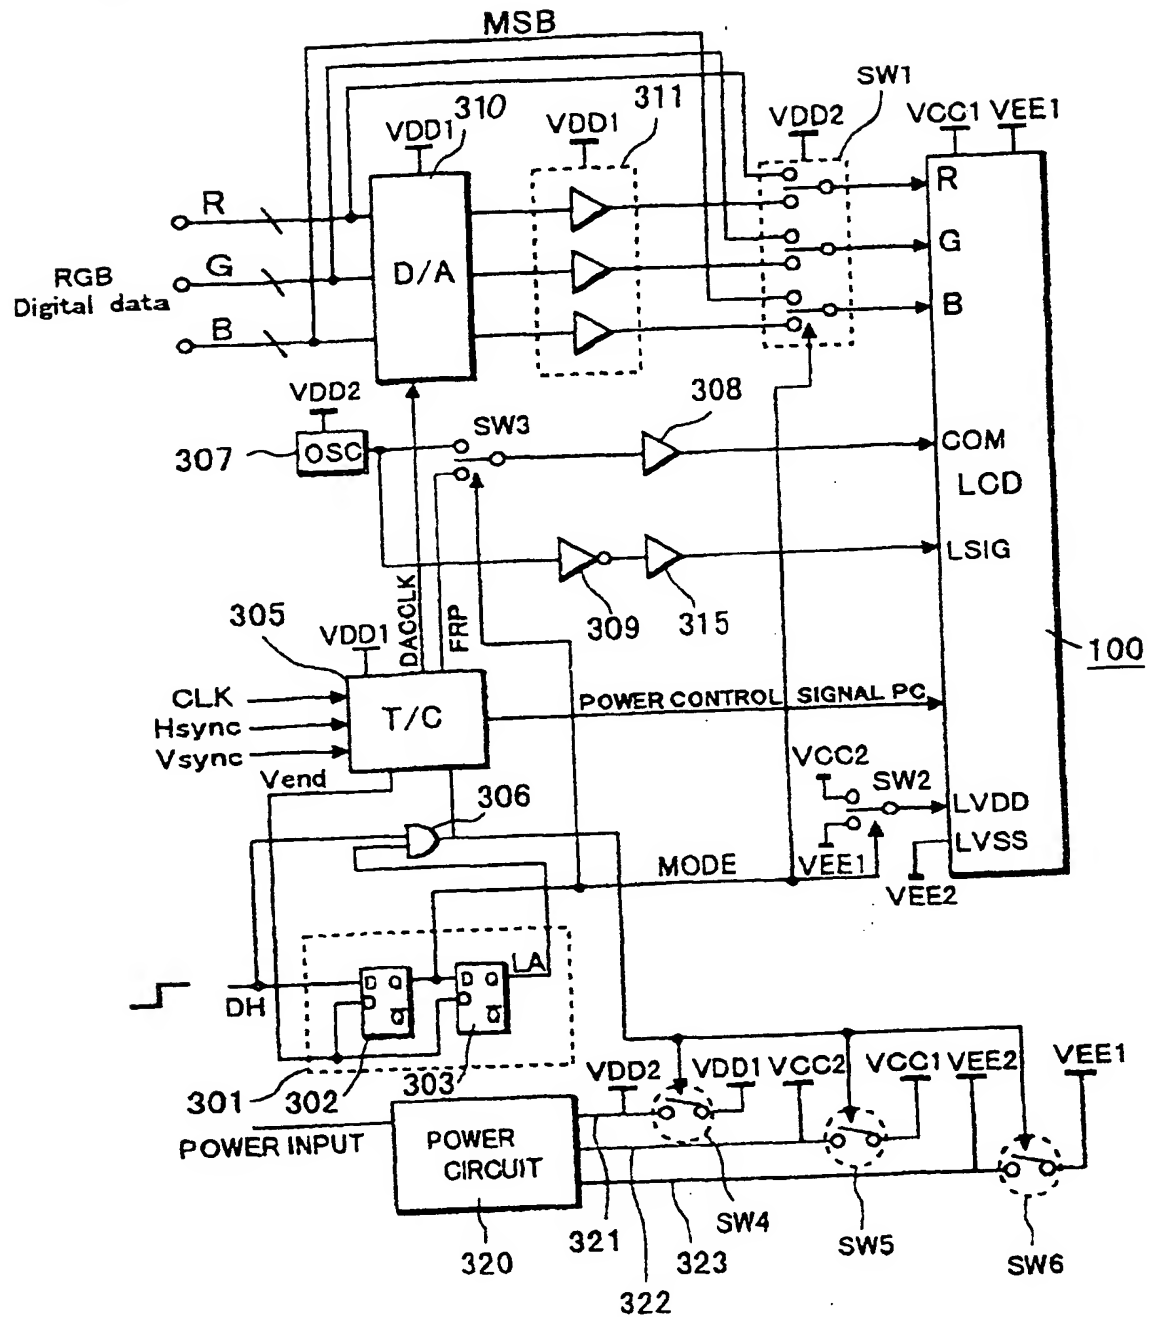 MSB
SW1
310
311
VDD1
VDD1
VDD2
VCC1
VEE1
R
R
RGB
Digital data
G
D/A
G
B
B
VDD2
308
SW3
307
OSC
COM
LCD
LSIG
DACCLK
FRP
309
315
305
VDD1
100
CLK
Hsync
Vsync
T/C
POWER CONTROL SIGNAL PC
Vend
VCC2
SW2
306
LVDD
LVSS
MODE
VEE1
VEE2
LA
D Q
Q
D Q
Q
DH
301
302
303
VDD2
VDD1
VCC2
VCC1
VEE2
VEE1
POWER INPUT
POWER
CIRCUIT
SW4
321
SW5
320
323
SW6
322